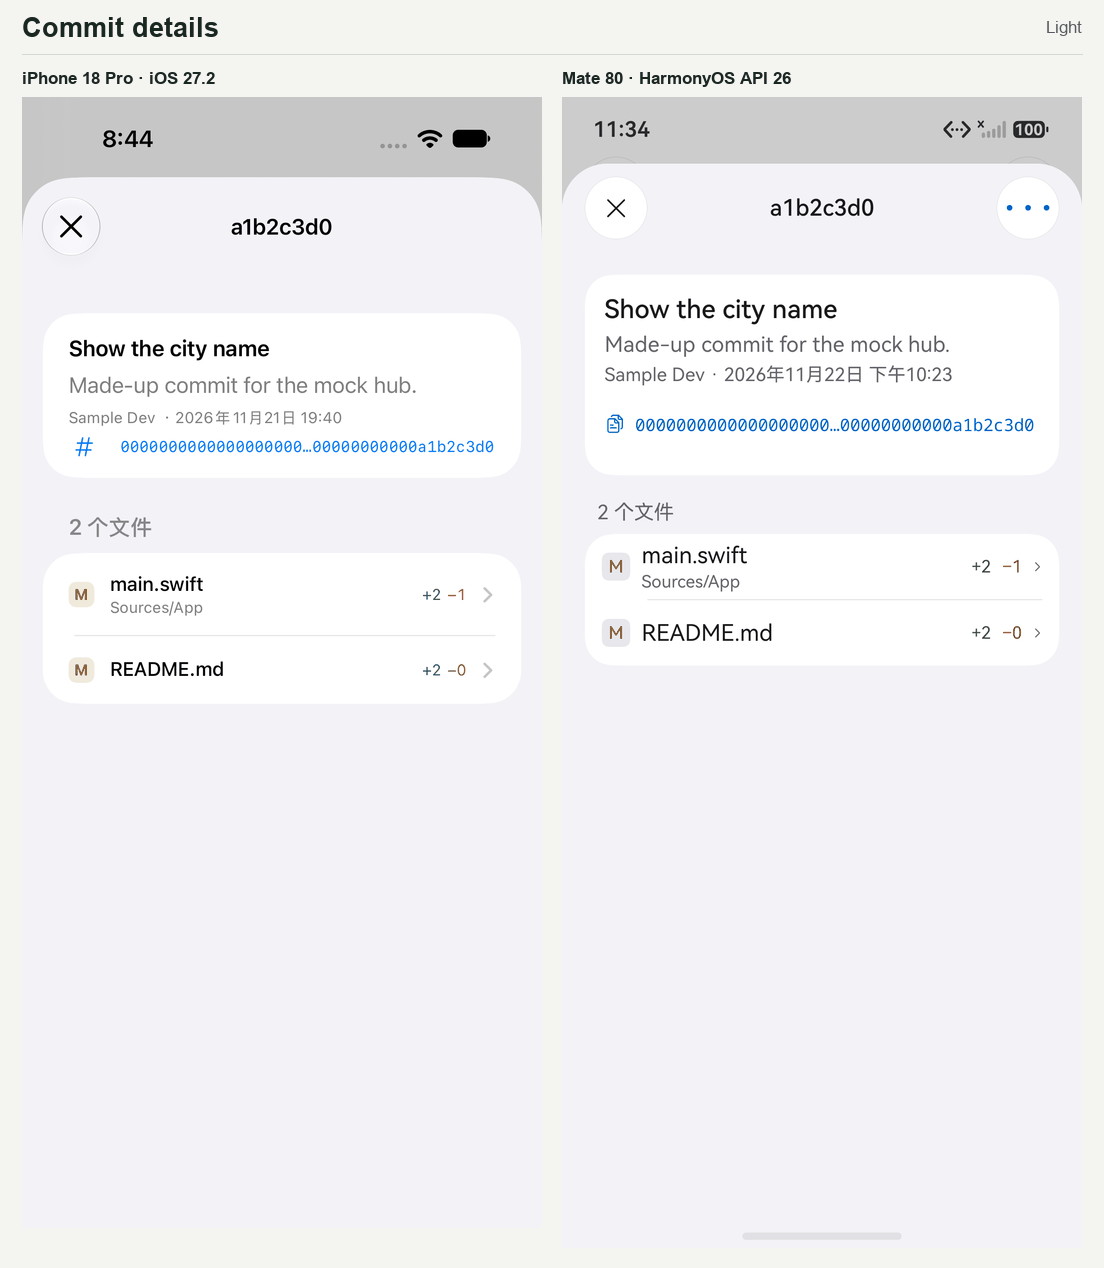 Commit details
Light
iPhone 18 Pro · iOS 27.2
8:44
a1b2c3d0
Show the city name
Made-up commit for the mock hub.
Sample Dev · 2026年11月21日 19:40
# 0000000000000000000…00000000000a1b2c3d0
2 个文件
M main.swift +2 −1
Sources/App
M README.md +2 −0
Mate 80 · HarmonyOS API 26
11:34
100
a1b2c3d0
Show the city name
Made-up commit for the mock hub.
Sample Dev · 2026年11月22日 下午10:23
0000000000000000000…00000000000a1b2c3d0
2 个文件
M main.swift +2 −1
Sources/App
M README.md +2 −0